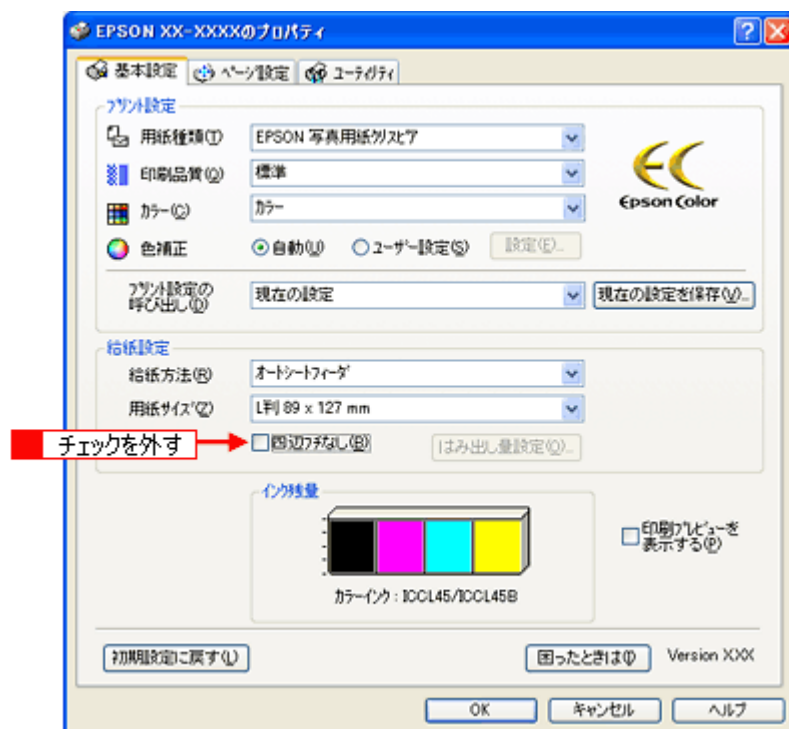 EPSON XX-XXXXのプロパティ
基本設定 ページ設定 ユーティリティ
プリント設定
用紙種類(T) EPSON 写真用紙クリスピア
印刷品質(Q) 標準
カラー(C) カラー
EC
Epson Color
色補正 自動(U) ユーザー設定(S) 設定(E)...
プリント設定の
呼び出し(D) 現在の設定 現在の設定を保存(V)...
給紙設定
給紙方法(R) オートシートフィーダ
用紙サイズ(Z) L判 89 x 127 mm
チェックを外す 四辺フチなし(B) はみ出し量設定(O)...
インク残量
カラーインク : ICCL45/ICCL45B
印刷プレビューを
表示する(P)
初期設定に戻す(L) 困ったときは(I) Version XXX
OK キャンセル ヘルプ